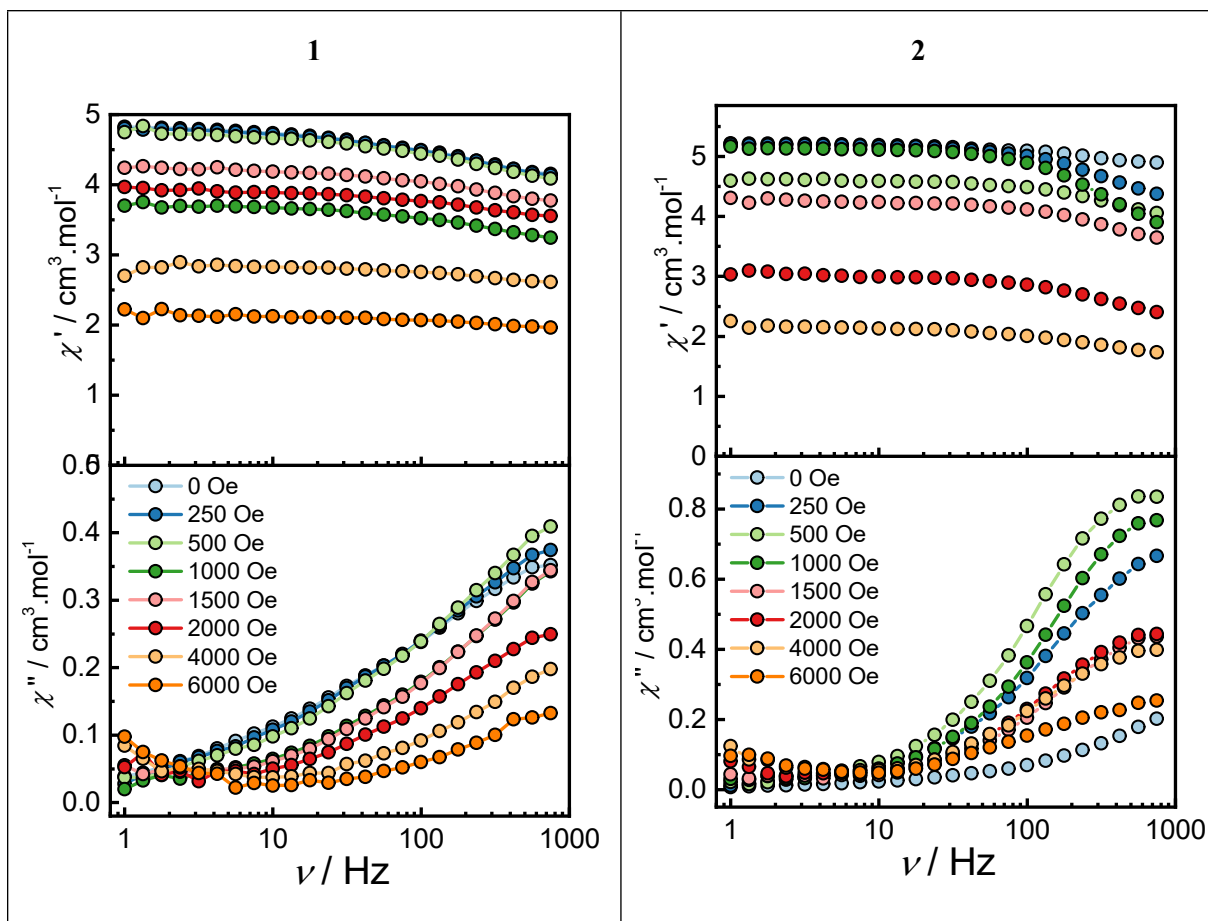 1
5
4
3
2
1
0
χ' / cm³.mol⁻¹
0.4
0.3
0.2
0.1
0.0
χ'' / cm³.mol⁻¹
0 Oe
250 Oe
500 Oe
1000 Oe
1500 Oe
2000 Oe
4000 Oe
6000 Oe
1 10 100 1000
ν / Hz
2
5
4
3
2
1
0
χ' / cm³.mol⁻¹
0.8
0.6
0.4
0.2
0.0
χ'' / cm³.mol⁻¹
0 Oe
250 Oe
500 Oe
1000 Oe
1500 Oe
2000 Oe
4000 Oe
6000 Oe
1 10 100 1000
ν / Hz